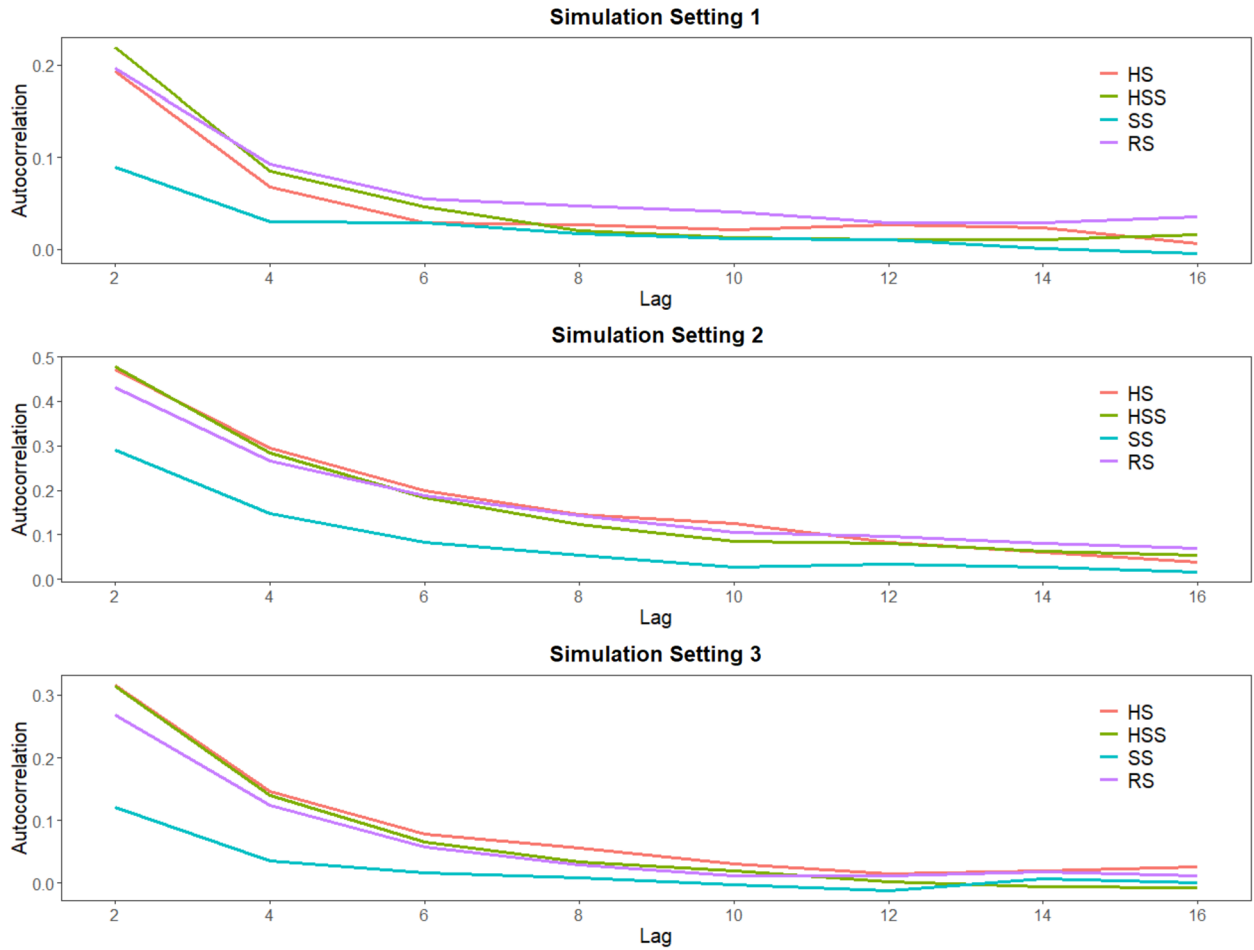 Simulation Setting 1
Autocorrelation
0.2
0.1
0.0
HS
HSS
SS
RS
2 4 6 8 10 12 14 16
Lag
Simulation Setting 2
Autocorrelation
0.5
0.4
0.3
0.2
0.1
0.0
HS
HSS
SS
RS
2 4 6 8 10 12 14 16
Lag
Simulation Setting 3
Autocorrelation
0.3
0.2
0.1
0.0
HS
HSS
SS
RS
2 4 6 8 10 12 14 16
Lag